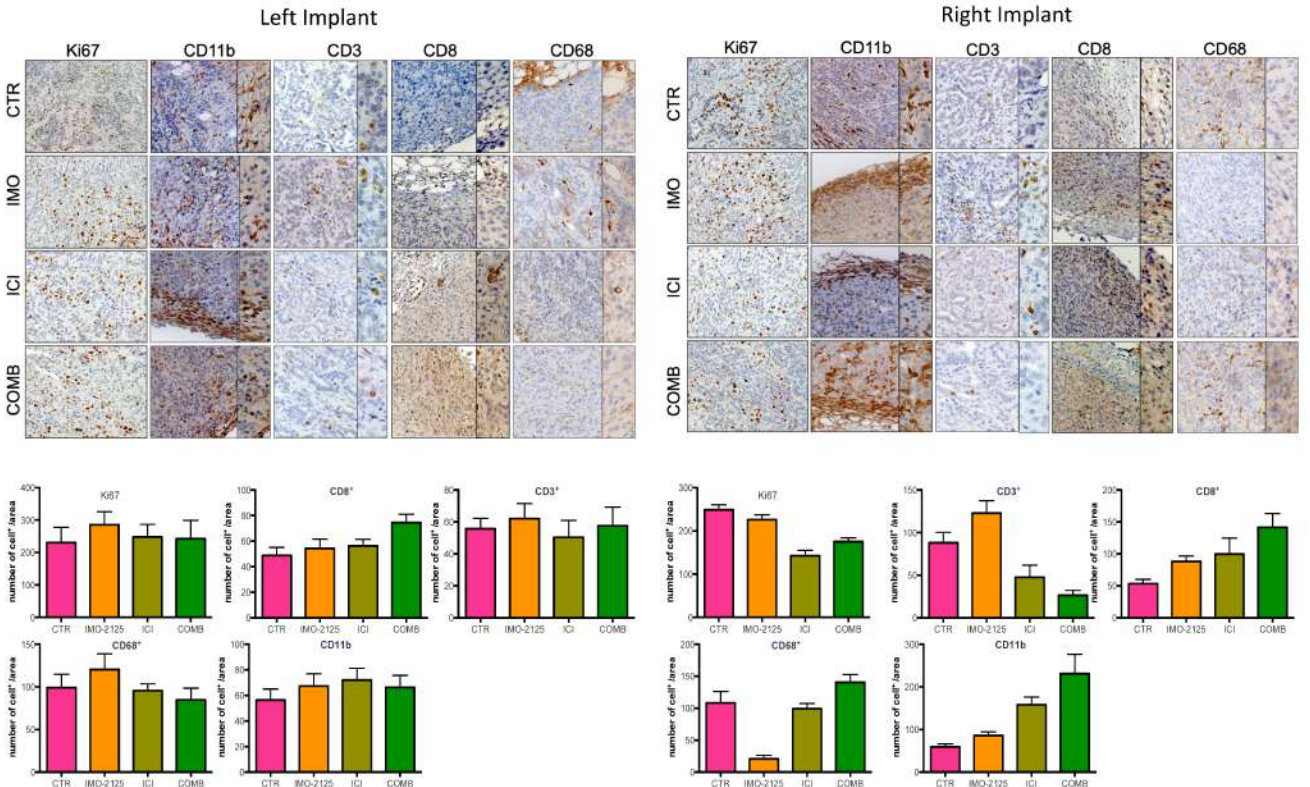 Left Implant
Ki67 CD11b CD3 CD8 CD68
CTR
IMO
ICI
COMB
Right Implant
Ki67 CD11b CD3 CD8 CD68
CTR
IMO
ICI
COMB
Ki67
number of cell⁺ /area
400
300
200
100
0
CTR IMO-2125 ICI COMB
CD8⁺
number of cell⁺ /area
100
80
60
40
20
0
CTR IMO-2125 ICI COMB
CD3⁺
number of cell⁺ /area
80
60
40
20
0
CTR IMO-2125 ICI COMB
CD68⁺
number of cell⁺ /area
150
100
50
0
CTR IMO-2125 ICI COMB
CD11b
number of cell⁺ /area
100
80
60
40
20
0
CTR IMO-2125 ICI COMB
Ki67
number of cell⁺ /area
300
200
100
0
CTR IMO-2125 ICI COMB
CD3⁺
number of cell⁺ /area
150
100
50
0
CTR IMO-2125 ICI COMB
CD8⁺
number of cell⁺ /area
200
150
100
50
0
CTR IMO-2125 ICI COMB
CD68⁺
number of cell⁺ /area
200
150
100
50
0
CTR IMO-2125 ICI COMB
CD11b
number of cell⁺ /area
300
200
100
0
CTR IMO-2125 ICI COMB